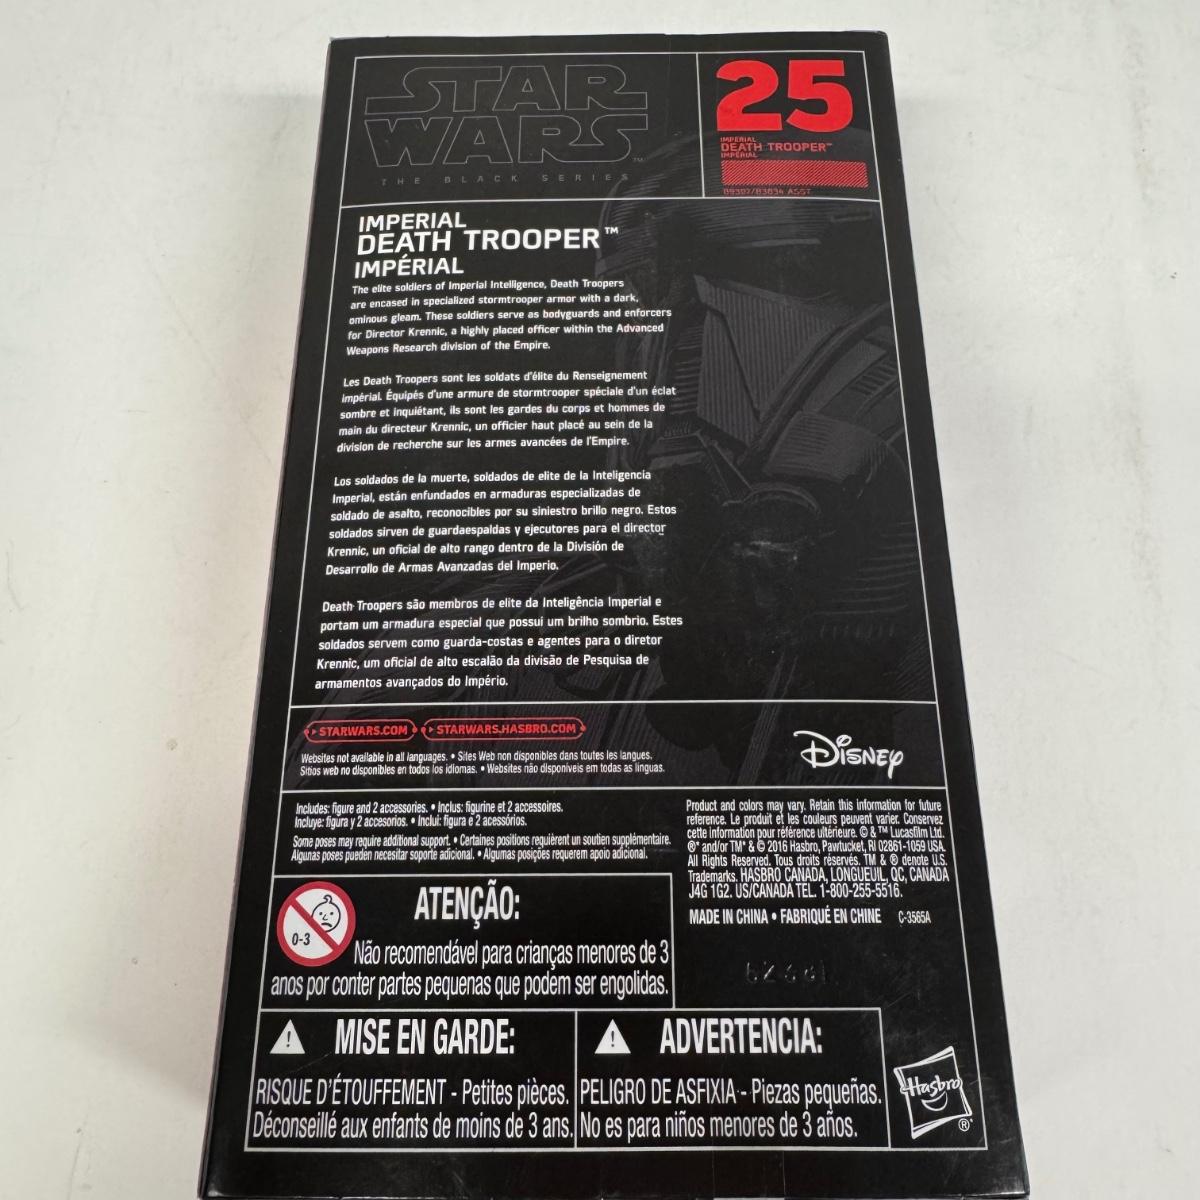 STAR
WARS™
THE BLACK SERIES
25
IMPERIAL
DEATH TROOPER™
IMPÉRIAL
B9307/B3834 ASST
IMPERIAL
DEATH TROOPER™
IMPÉRIAL
The elite soldiers of Imperial Intelligence, Death Troopers
are encased in specialized stormtrooper armor with a dark,
ominous gleam. These soldiers serve as bodyguards and enforcers
for Director Krennic, a highly placed officer within the Advanced
Weapons Research division of the Empire.
Les Death Troopers sont les soldats d'élite du Renseignement
impérial. Équipés d'une armure de stormtrooper spéciale d'un éclat
sombre et inquiétant, ils sont les gardes du corps et hommes de
main du directeur Krennic, un officier haut placé au sein de la
division de recherche sur les armes avancées de l'Empire.
Los soldados de la muerte, soldados de elite de la Inteligencia
Imperial, están enfundados en armaduras especializadas de
soldado de asalto, reconocibles por su siniestro brillo negro. Estos
soldados sirven de guardaespaldas y ejecutores para el director
Krennic, un oficial de alto rango dentro de la División de
Desarrollo de Armas Avanzadas del Imperio.
Death Troopers são membros de elite da Inteligência Imperial e
portam um armadura especial que possui um brilho sombrio. Estes
soldados servem como guarda-costas e agentes para o diretor
Krennic, um oficial de alto escalão da divisão de Pesquisa de
armamentos avançados do Império.
STARWARS.COM STARWARS.HASBRO.COM
Websites not available in all languages. • Sites Web non disponibles dans toutes les langues.
Sitios web no disponibles en todos los idiomas. • Websites não disponíveis em todas as línguas.
Disney
Includes: figure and 2 accessories. • Inclus: figurine et 2 accessoires.
Incluye: figura y 2 accesorios. • Inclui: figura e 2 acessórios.
Some poses may require additional support. • Certaines positions requièrent un soutien supplémentaire.
Algunas poses pueden necesitar soporte adicional. • Algumas posições requerem apoio adicional.
Product and colors may vary. Retain this information for future
reference. Le produit et les couleurs peuvent varier. Conservez
cette information pour référence ultérieure. © & ™ Lucasfilm Ltd.
®* and/or TM* & © 2016 Hasbro, Pawtucket, RI 02861-1059 USA.
All Rights Reserved. Tous droits réservés. TM & ® denote U.S.
Trademarks. HASBRO CANADA, LONGUEUIL, QC, CANADA
J4G 1G2. US/CANADA TEL. 1-800-255-5516.
MADE IN CHINA • FABRIQUÉ EN CHINE C-3565A
0-3
ATENÇÃO:
Não recomendável para crianças menores de 3
anos por conter partes pequenas que podem ser engolidas.
MISE EN GARDE:
RISQUE D'ÉTOUFFEMENT - Petites pièces.
Déconseillé aux enfants de moins de 3 ans.
ADVERTENCIA:
PELIGRO DE ASFIXIA - Piezas pequeñas.
No es para niños menores de 3 años.
Hasbro
®